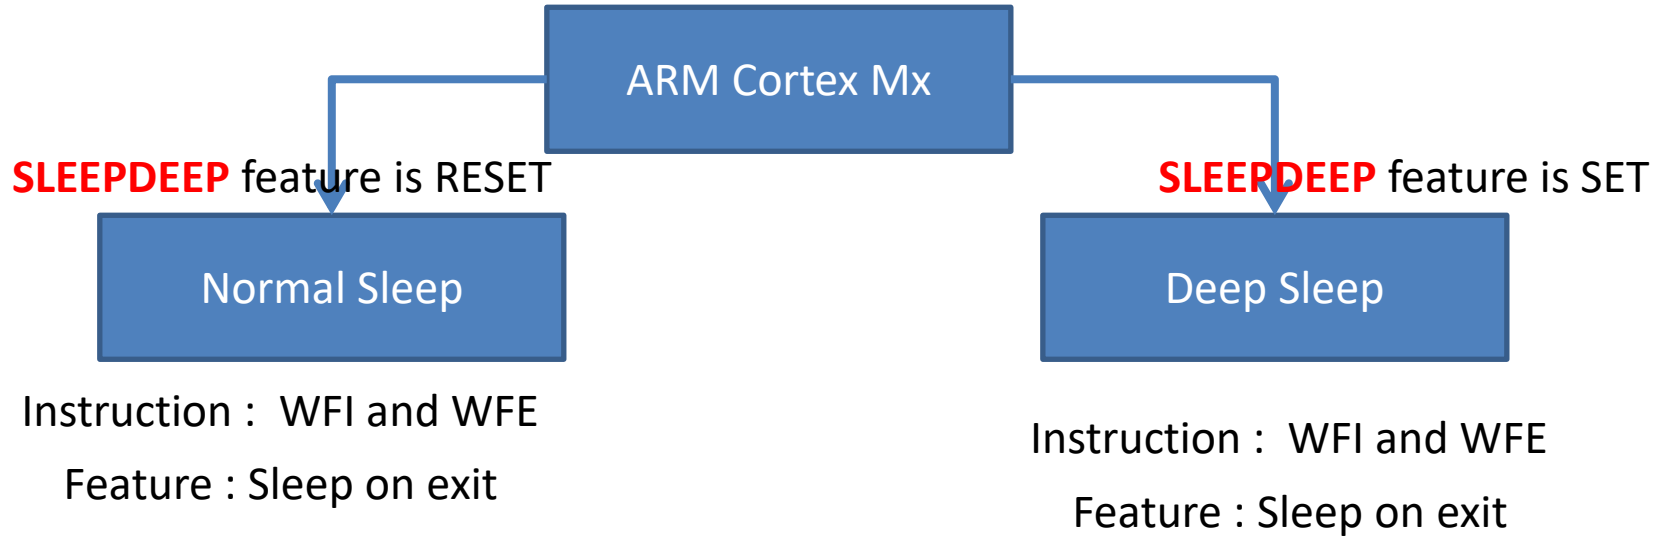 ARM Cortex Mx
SLEEPDEEP feature is RESET
SLEEPDEEP feature is SET
Normal Sleep
Deep Sleep
Instruction : WFI and WFE
Feature : Sleep on exit
Instruction : WFI and WFE
Feature : Sleep on exit